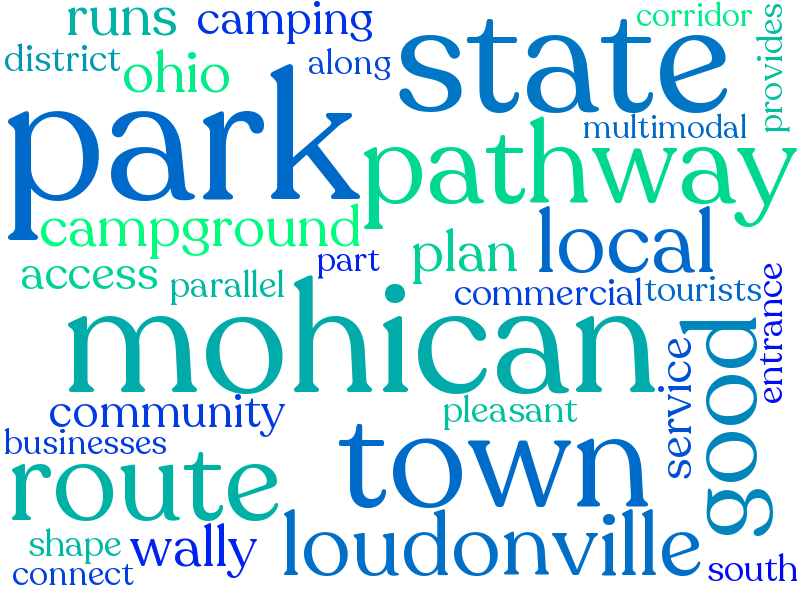 runs
camping
corridor
provides
district
ohio
along
state
multimodal
park
pathway
campground
local
access
parallel
part
plan
commercial
tourists
entrance
mohican
service
good
community
pleasant
businesses
route
town
loudonville
shape
wally
connect
south